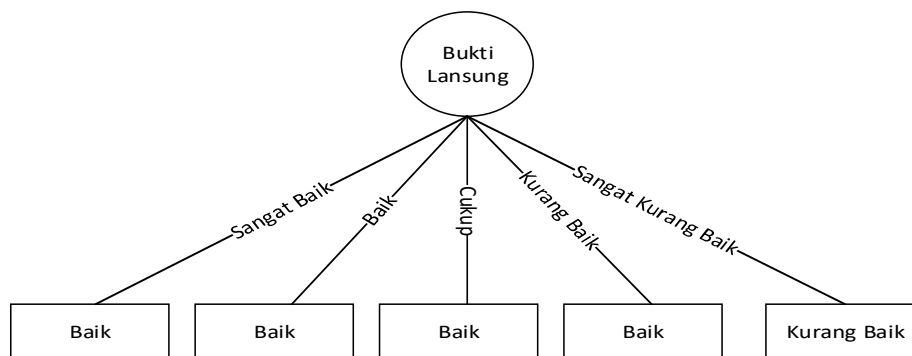 Bukti
Lansung
Sangat Baik
Baik
Cukup
Kurang Baik
Sangat Kurang Baik
Baik
Baik
Baik
Baik
Kurang Baik